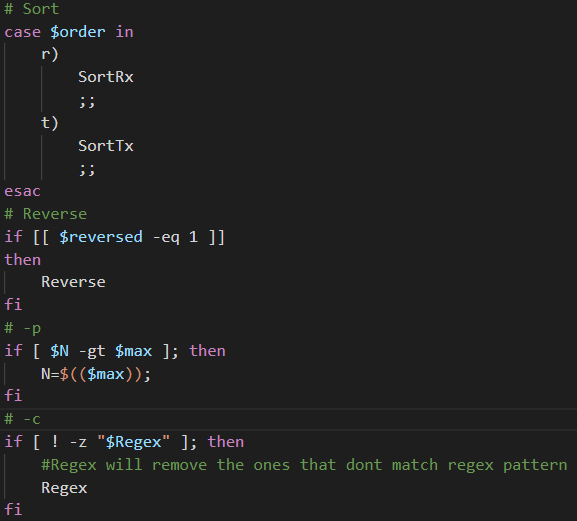 # Sort
case $order in
    r)
        SortRx
        ;;
    t)
        SortTx
        ;;
esac
# Reverse
if [[ $reversed -eq 1 ]]
then
    Reverse
fi
# -p
if [ $N -gt $max ]; then
    N=$(($max));
fi
# -c
if [ ! -z "$Regex" ]; then
    #Regex will remove the ones that dont match regex pattern
    Regex
fi